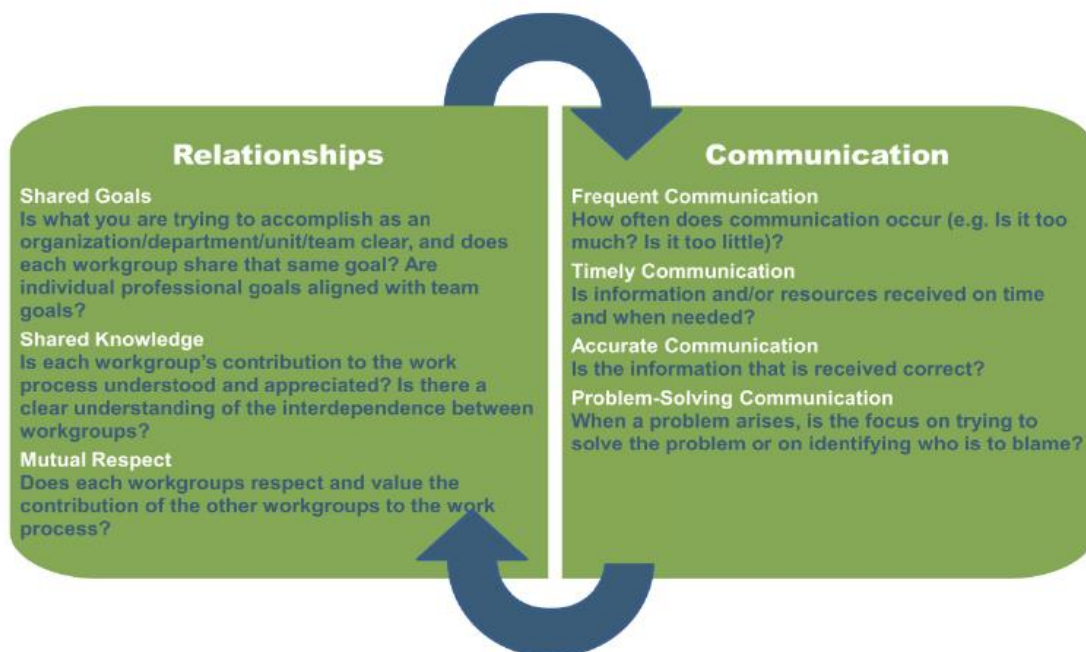 Relationships
Shared Goals
Is what you are trying to accomplish as an
organization/department/unit/team clear, and does
each workgroup share that same goal? Are
individual professional goals aligned with team
goals?
Shared Knowledge
Is each workgroup's contribution to the work
process understood and appreciated? Is there a
clear understanding of the interdependence between
workgroups?
Mutual Respect
Does each workgroups respect and value the
contribution of the other workgroups to the work
process?
Communication
Frequent Communication
How often does communication occur (e.g. Is it too
much? Is it too little)?
Timely Communication
Is information and/or resources received on time
and when needed?
Accurate Communication
Is the information that is received correct?
Problem-Solving Communication
When a problem arises, is the focus on trying to
solve the problem or on identifying who is to blame?